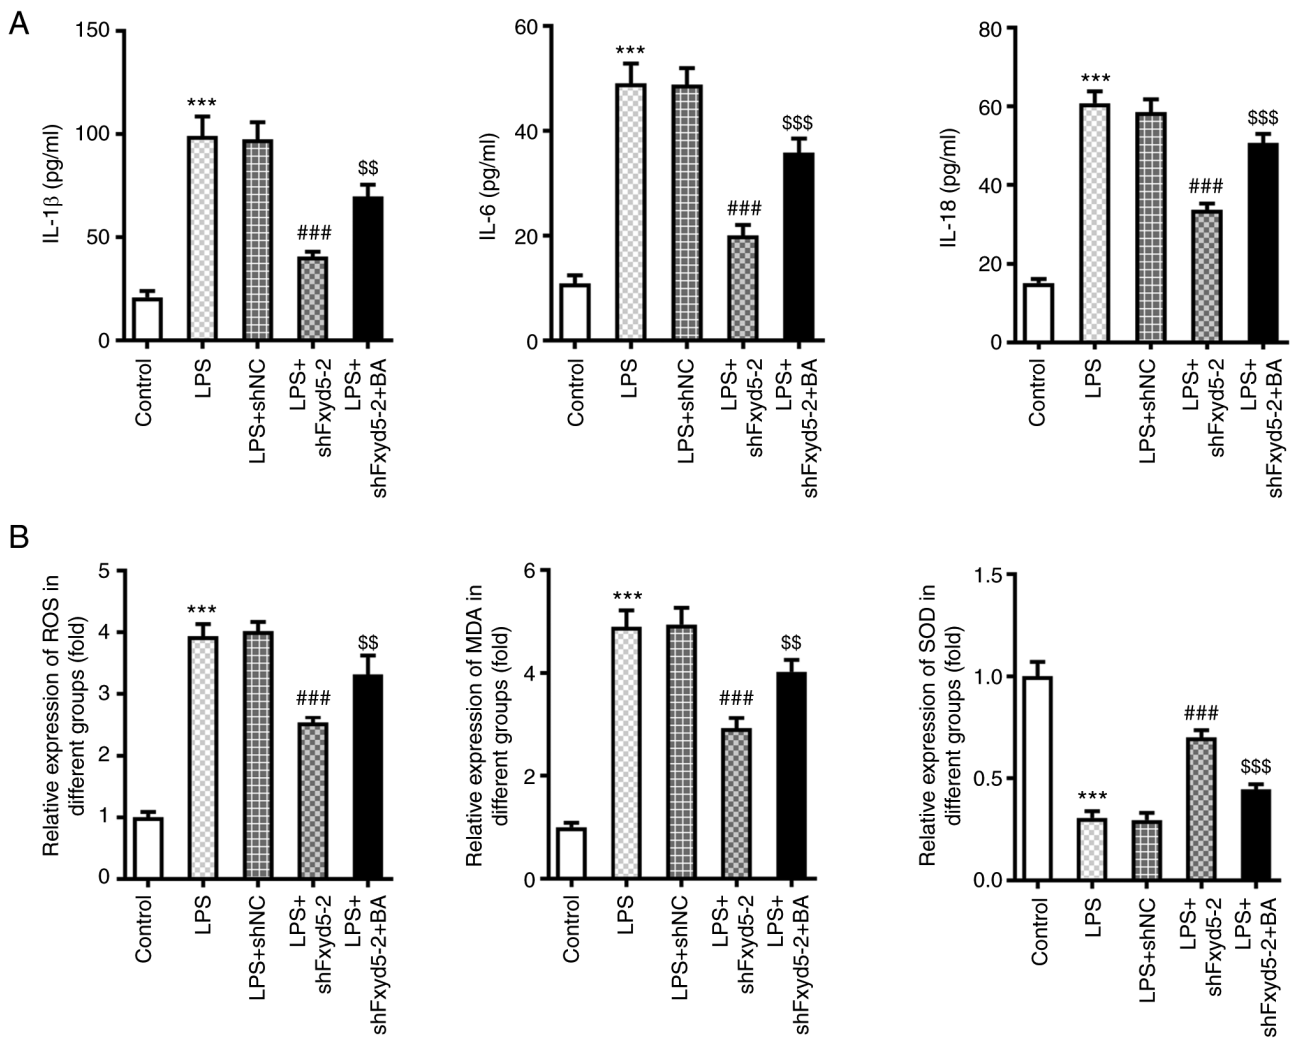 A
IL-1β (pg/ml)
150
100
50
0
***
###
$$
Control
LPS
LPS+shNC
LPS+
shFxyd5-2
LPS+
shFxyd5-2+BA
IL-6 (pg/ml)
60
40
20
0
***
###
$$$
Control
LPS
LPS+shNC
LPS+
shFxyd5-2
LPS+
shFxyd5-2+BA
IL-18 (pg/ml)
80
60
40
20
0
***
###
$$$
Control
LPS
LPS+shNC
LPS+
shFxyd5-2
LPS+
shFxyd5-2+BA
B
Relative expression of ROS in
different groups (fold)
5
4
3
2
1
0
***
###
$$
Control
LPS
LPS+shNC
LPS+
shFxyd5-2
LPS+
shFxyd5-2+BA
Relative expression of MDA in
different groups (fold)
6
4
2
0
***
###
$$
Control
LPS
LPS+shNC
LPS+
shFxyd5-2
LPS+
shFxyd5-2+BA
Relative expression of SOD in
different groups (fold)
1.5
1.0
0.5
0.0
***
###
$$$
Control
LPS
LPS+shNC
LPS+
shFxyd5-2
LPS+
shFxyd5-2+BA